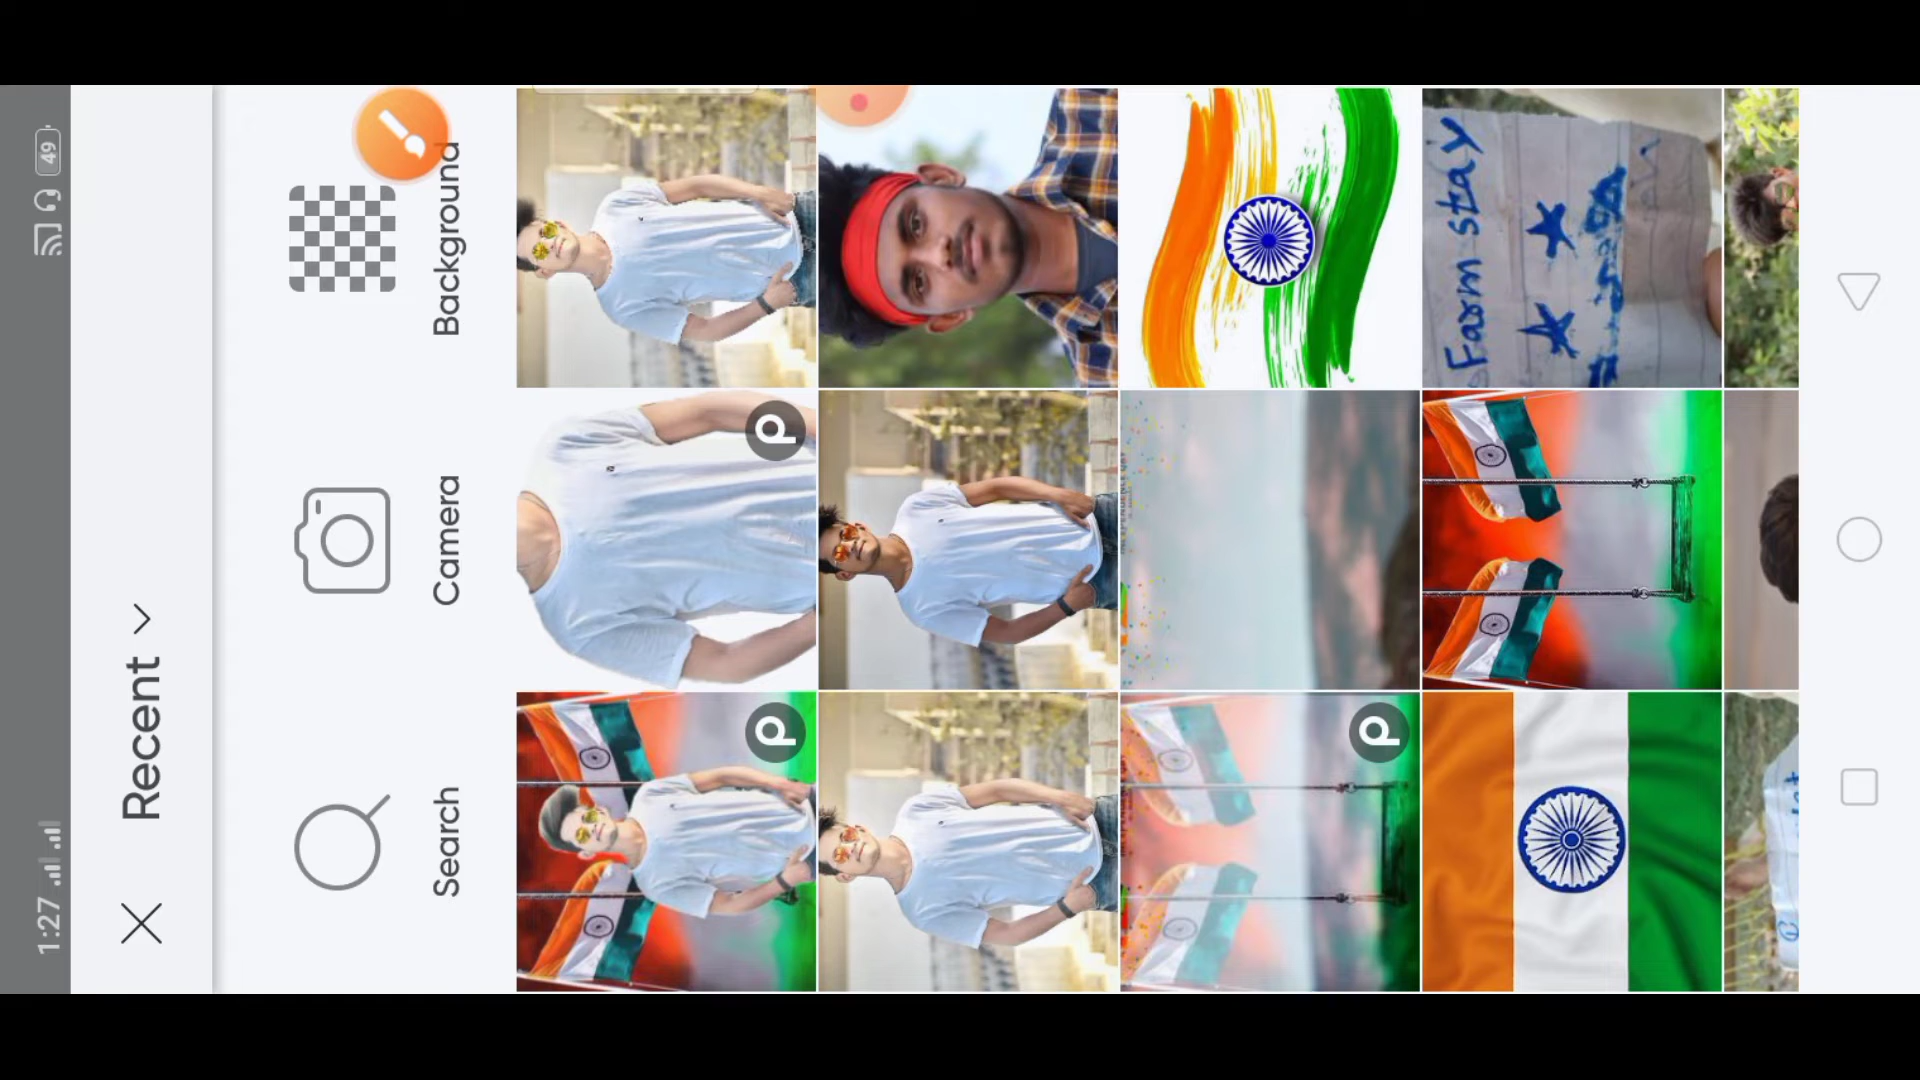 1:27
49
Recent
Search
Camera
Background
Farm stay